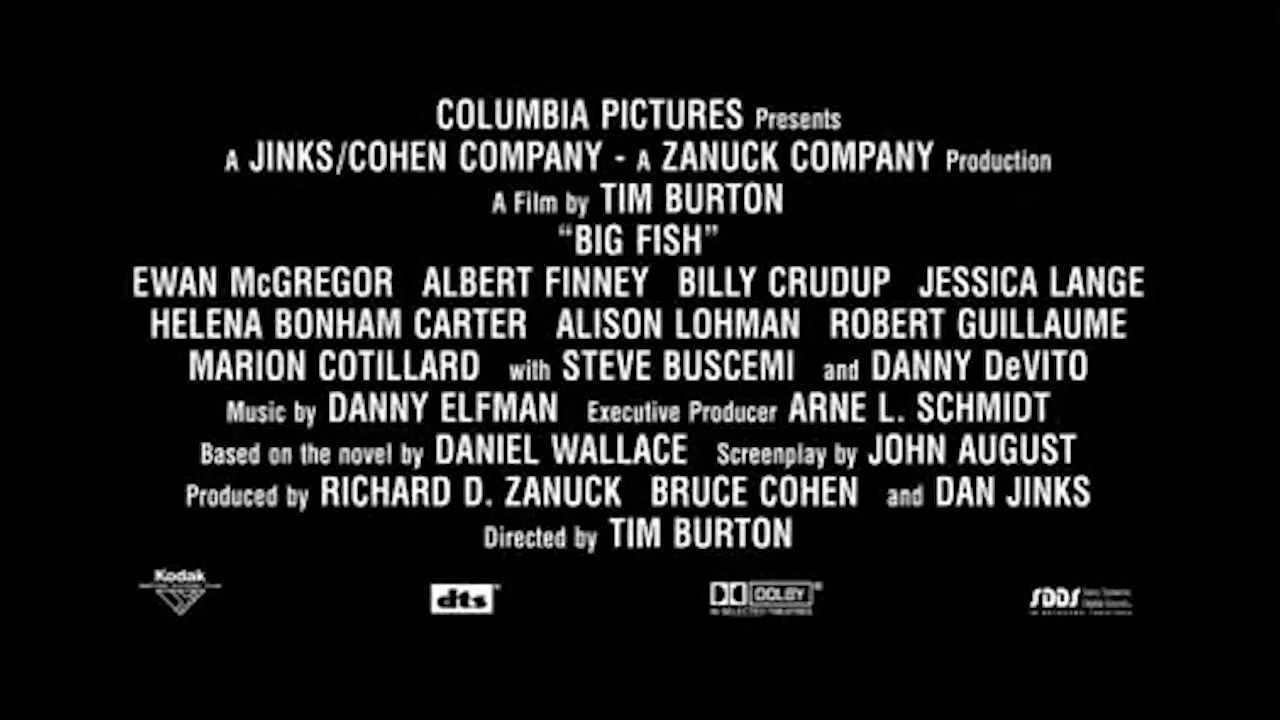 COLUMBIA PICTURES Presents
A JINKS/COHEN COMPANY - A ZANUCK COMPANY Production
A Film by TIM BURTON
“BIG FISH”
EWAN McGREGOR ALBERT FINNEY BILLY CRUDUP JESSICA LANGE
HELENA BONHAM CARTER ALISON LOHMAN ROBERT GUILLAUME
MARION COTILLARD with STEVE BUSCEMI and DANNY DeVITO
Music by DANNY ELFMAN Executive Producer ARNE L. SCHMIDT
Based on the novel by DANIEL WALLACE Screenplay by JOHN AUGUST
Produced by RICHARD D. ZANUCK BRUCE COHEN and DAN JINKS
Directed by TIM BURTON
Kodak dts DOLBY SDDS
IN SELECTED THEATRES